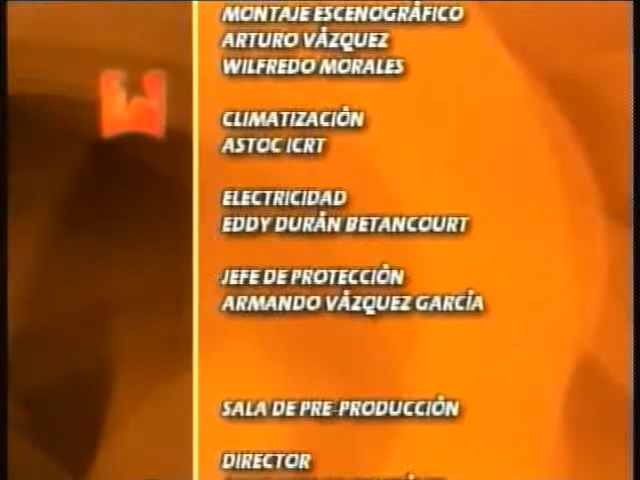 MONTAJE ESCENOGRÁFICO
ARTURO VÁZQUEZ
WILFREDO MORALES
CLIMATIZACIÓN
ASTOC ICRT
ELECTRICIDAD
EDDY DURÁN BETANCOURT
JEFE DE PROTECCIÓN
ARMANDO VÁZQUEZ GARCÍA
SALA DE PRE-PRODUCCIÓN
DIRECTOR